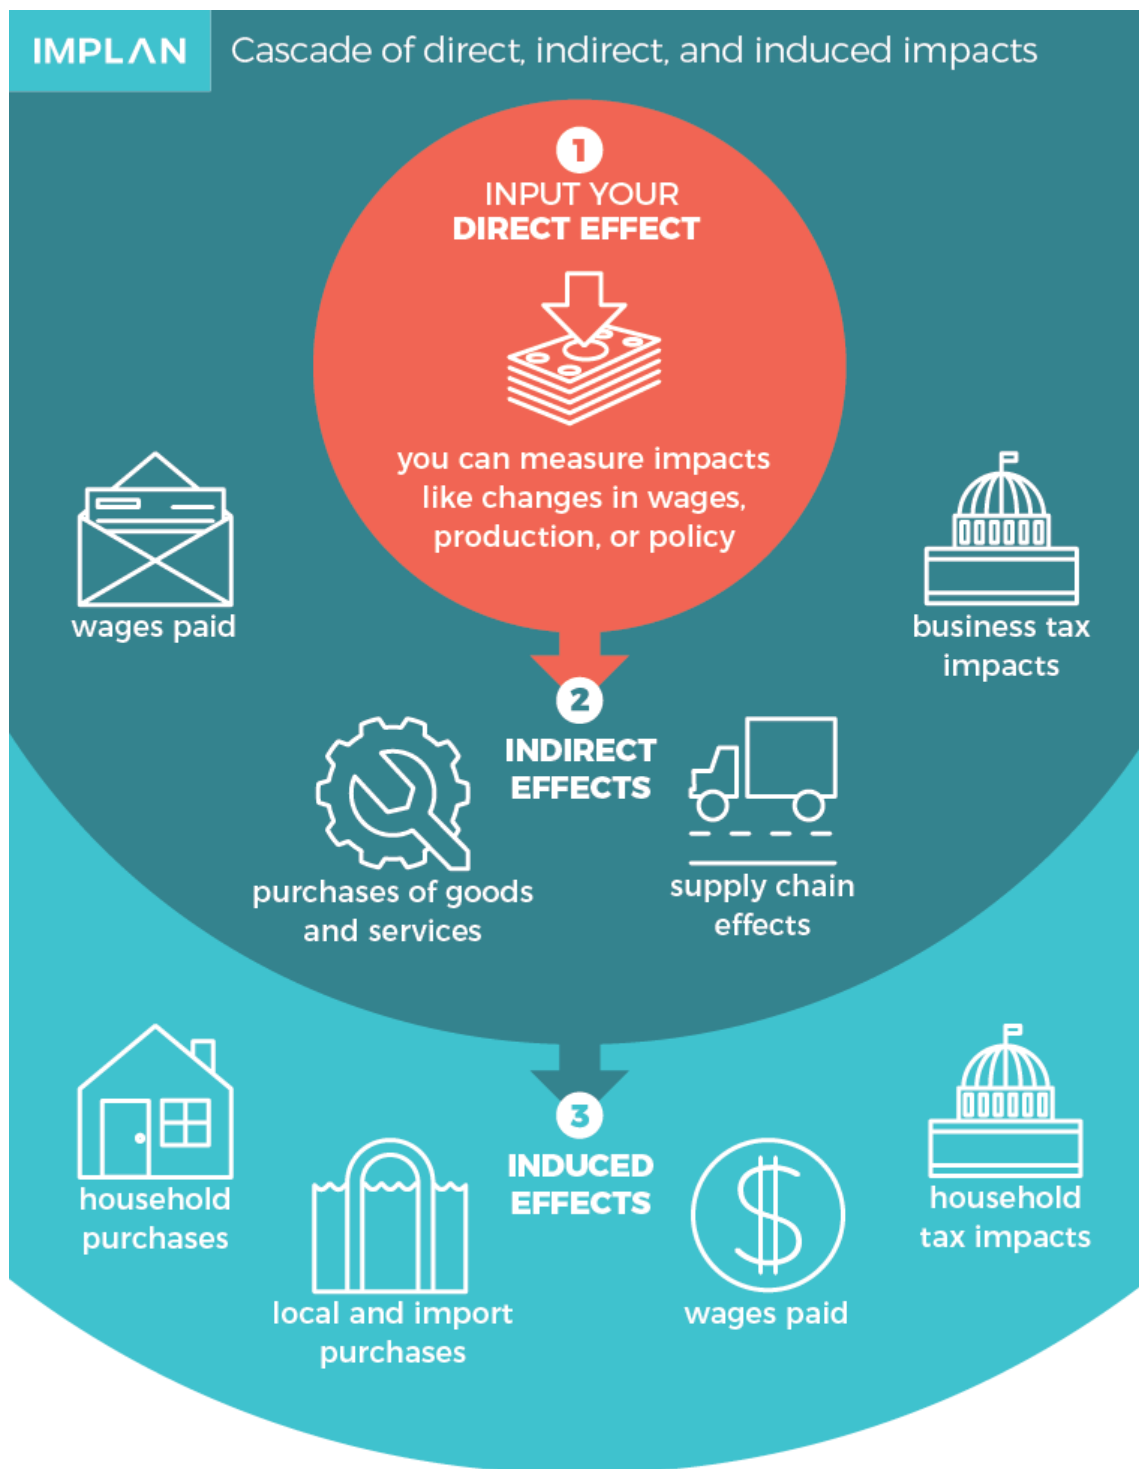 IMPLAN
Cascade of direct, indirect, and induced impacts
1
INPUT YOUR
DIRECT EFFECT
you can measure impacts
like changes in wages,
production, or policy
wages paid
business tax
impacts
2
INDIRECT
EFFECTS
purchases of goods
and services
supply chain
effects
3
INDUCED
EFFECTS
household
purchases
local and import
purchases
wages paid
household
tax impacts